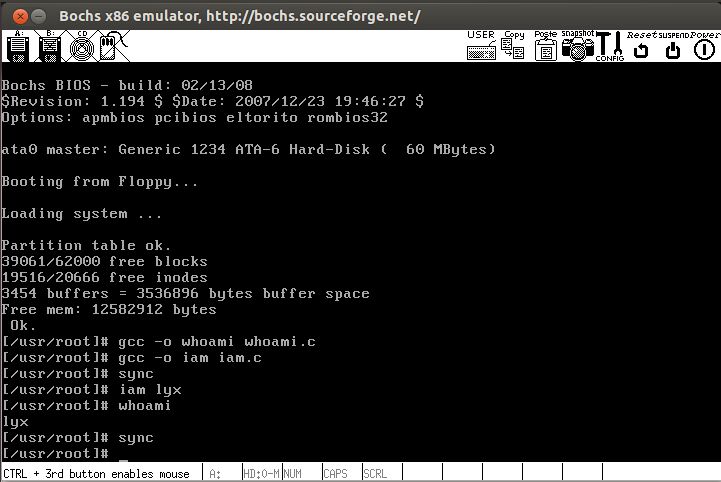 Bochs x86 emulator, http://bochs.sourceforge.net/
A: B: CD USER Copy Poste snapshot CONFIG Reset SUSPEND Power
Bochs BIOS - build: 02/13/08
$Revision: 1.194 $ $Date: 2007/12/23 19:46:27 $
Options: apmbios pcibios eltorito rombios32
ata0 master: Generic 1234 ATA-6 Hard-Disk (  60 MBytes)
Booting from Floppy...
Loading system ...
Partition table ok.
39061/62000 free blocks
19516/20666 free inodes
3454 buffers = 3536896 bytes buffer space
Free mem: 12582912 bytes
 Ok.
[/usr/root]# gcc -o whoami whoami.c
[/usr/root]# gcc -o iam iam.c
[/usr/root]# sync
[/usr/root]# iam lyx
[/usr/root]# whoami
lyx
[/usr/root]# sync
[/usr/root]# _
CTRL + 3rd button enables mouse A: HD:0-M NUM CAPS SCRL